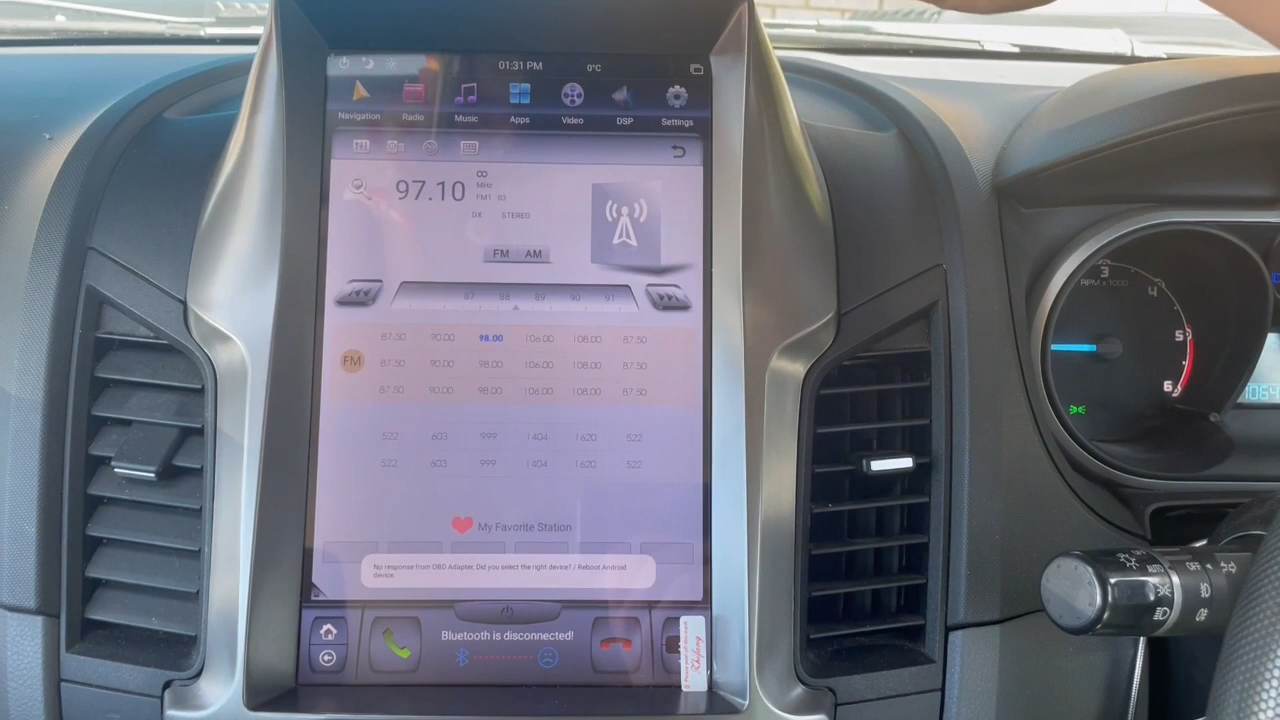 01:31 PM 0°C
Navigation Radio Music Apps Video DSP Settings
97.10
MHz
FM1 03
DX STEREO
FM AM
87 88 89 90 91
87.50 90.00 98.00 106.00 108.00 87.50
FM
87.50 90.00 98.00 106.00 108.00 87.50
87.50 90.00 98.00 106.00 108.00 87.50
522 603 999 1404 1620 522
522 603 999 1404 1620 522
My Favorite Station
No response from OBD Adapter, Did you select the right device? / Reboot Android
device
Bluetooth is disconnected!
3
RPM x 1000
4
5
6
1064
OFF
AUTO
OFF